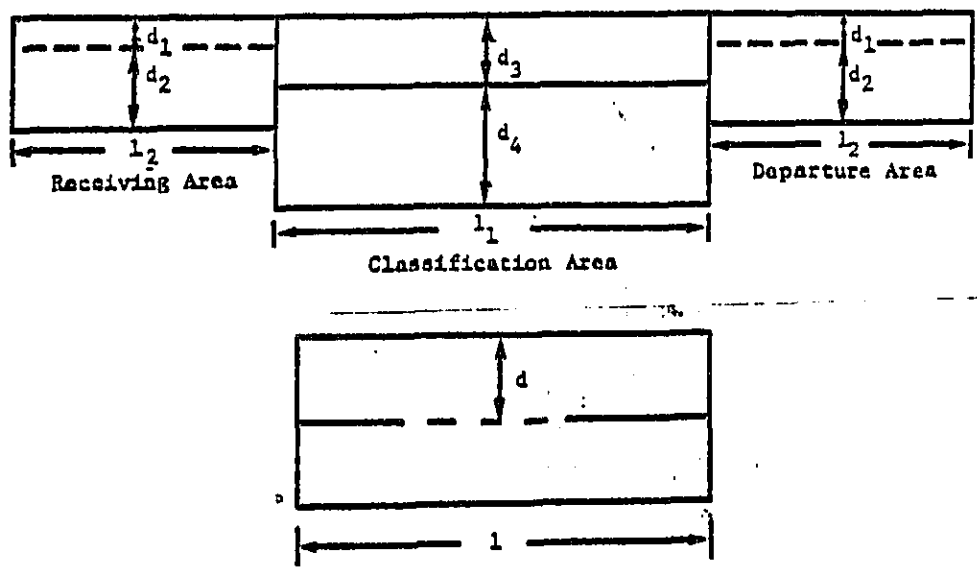 d1 d3 d1
d2 d2
d4
l2 l2
Receiving Area Departure Area
l1
Classification Area
d
l